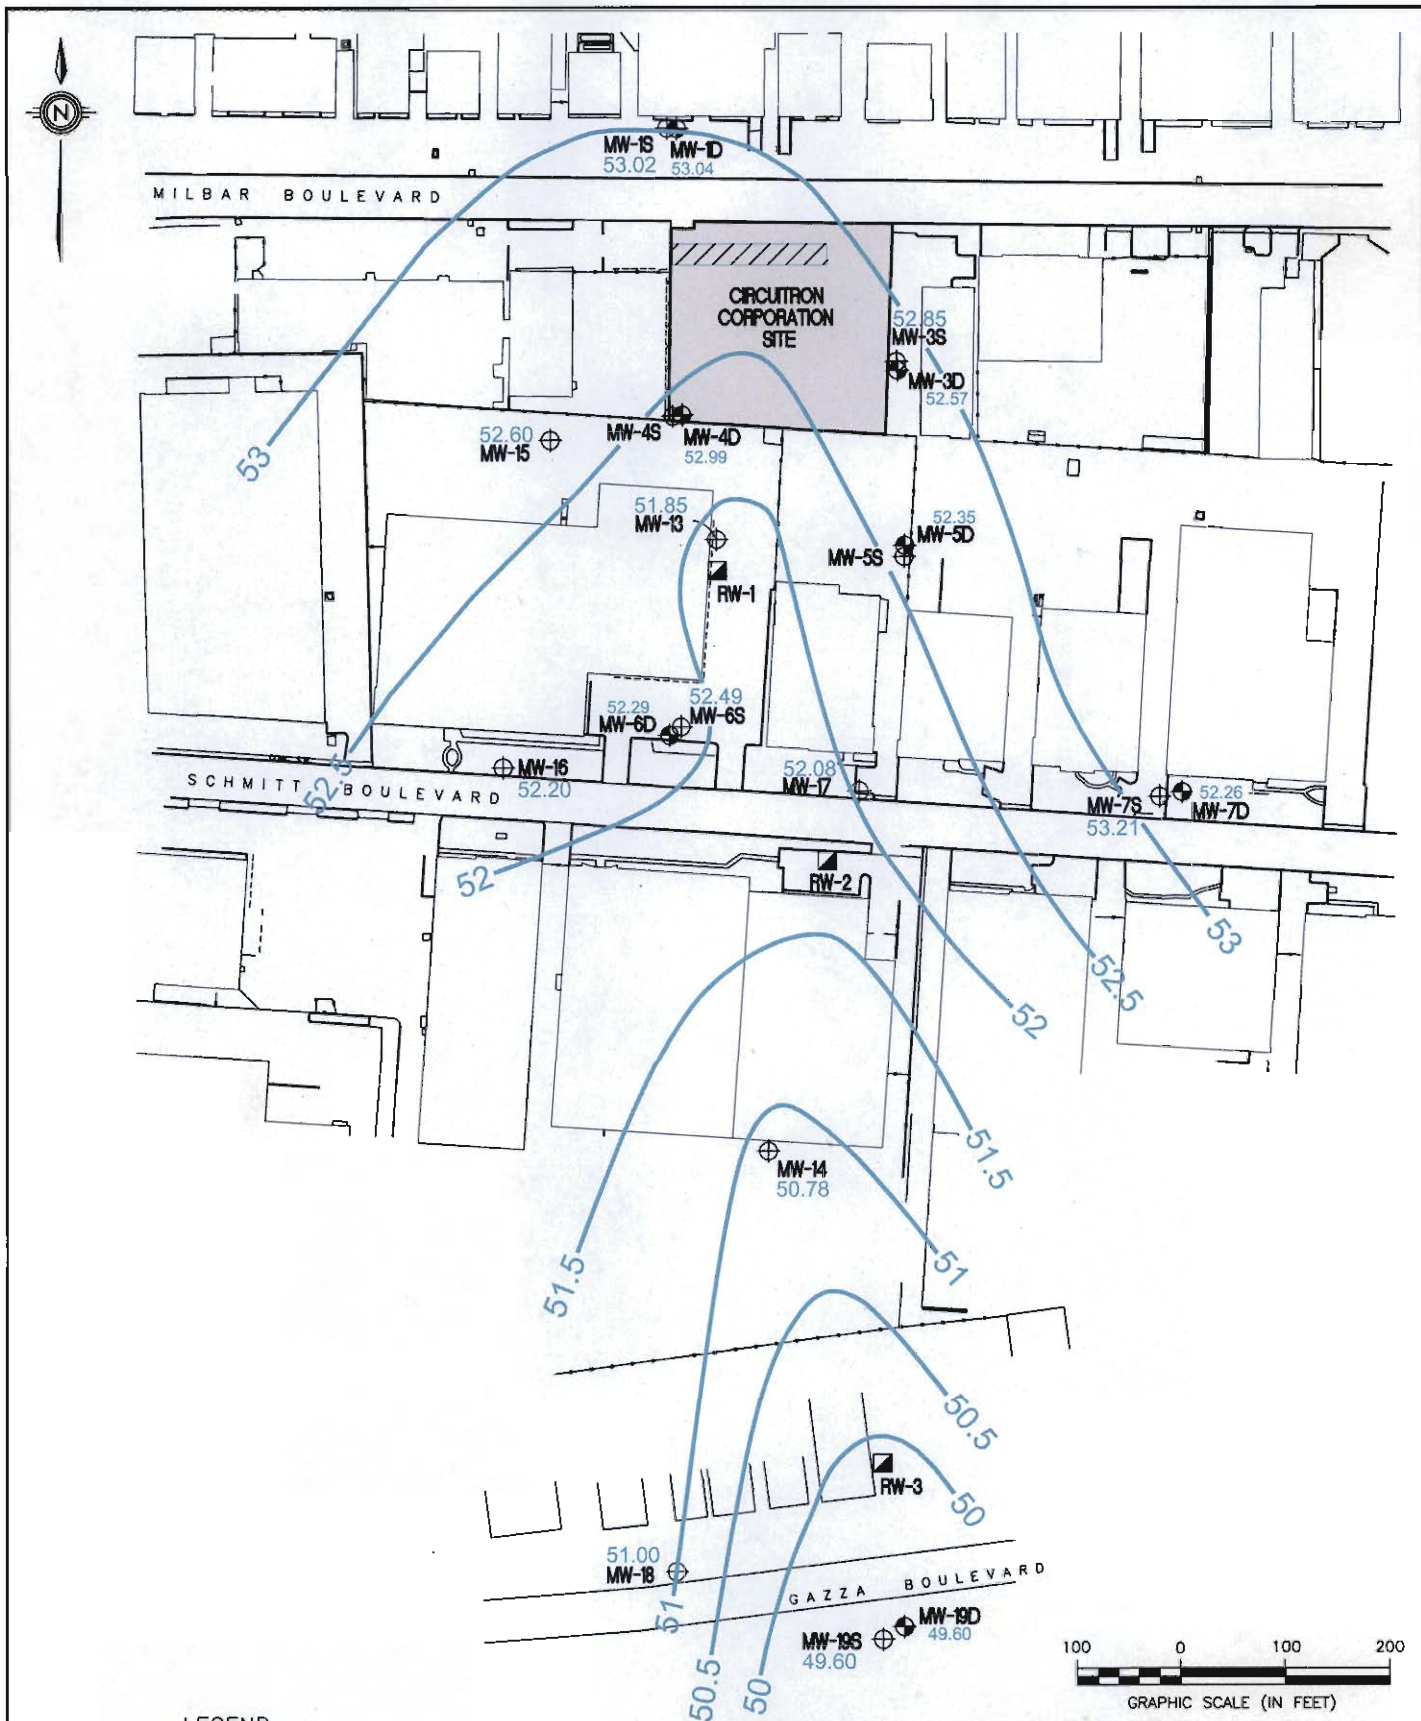 N
MW-1S
MW-1D
53.02
53.04
MILBAR BOULEVARD
CIRCUITRON
CORPORATION
SITE
52.85
MW-3S
MW-3D
52.57
53
52.60
MW-15
MW-4S
MW-4D
52.99
51.85
MW-13
RW-1
52.35
MW-5D
MW-5S
52.49
52.29
MW-6S
MW-6D
MW-16
52.20
52.08
MW-17
MW-7S
53.21
52.26
MW-7D
SCHMITT BOULEVARD
52.5
52
RW-2
53
52.5
52
51.5
MW-14
50.78
51.5
51
50.5
RW-3
50
51.00
MW-18
GAZZA BOULEVARD
51
MW-19D
49.60
MW-19S
49.60
50.5
50
100 0 100 200
GRAPHIC SCALE (IN FEET)
LEGEND